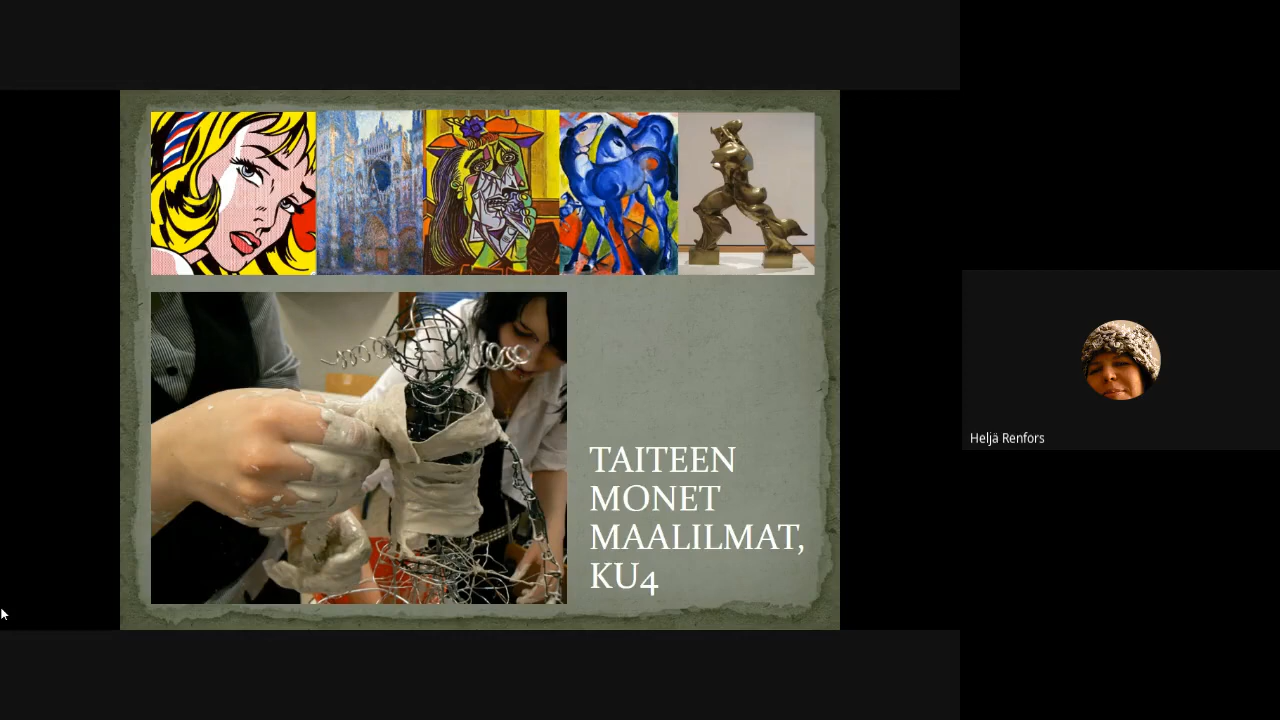 TAITEEN
MONET
MAALILMAT,
KU4
Heljä Renfors